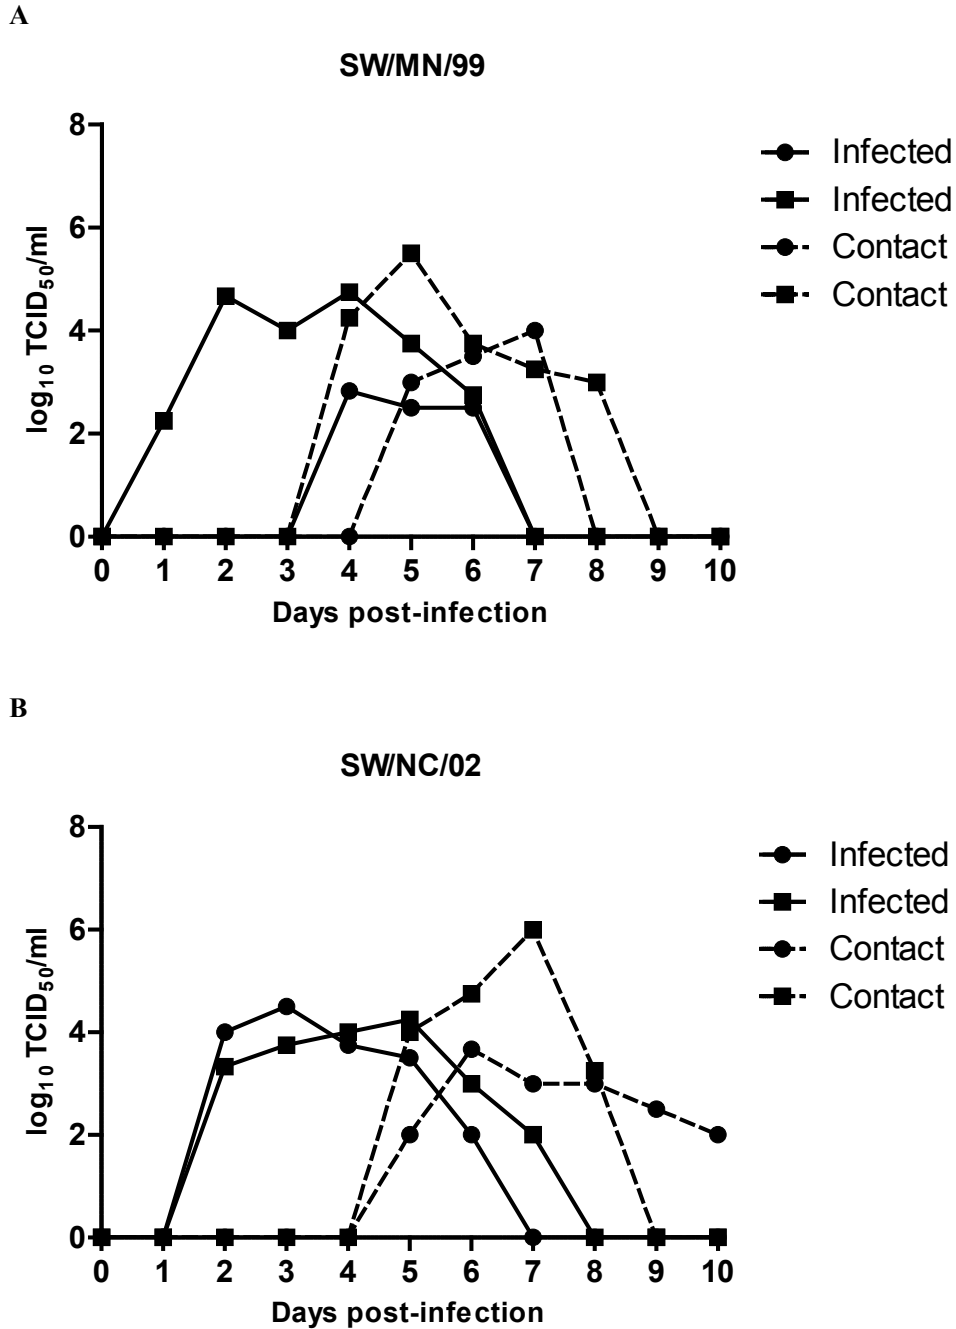 A
SW/MN/99
8
6
4
2
0
log₁₀ TCID₅₀/ml
0 1 2 3 4 5 6 7 8 9 10
Days post-infection
Infected
Infected
Contact
Contact
B
SW/NC/02
8
6
4
2
0
log₁₀ TCID₅₀/ml
0 1 2 3 4 5 6 7 8 9 10
Days post-infection
Infected
Infected
Contact
Contact